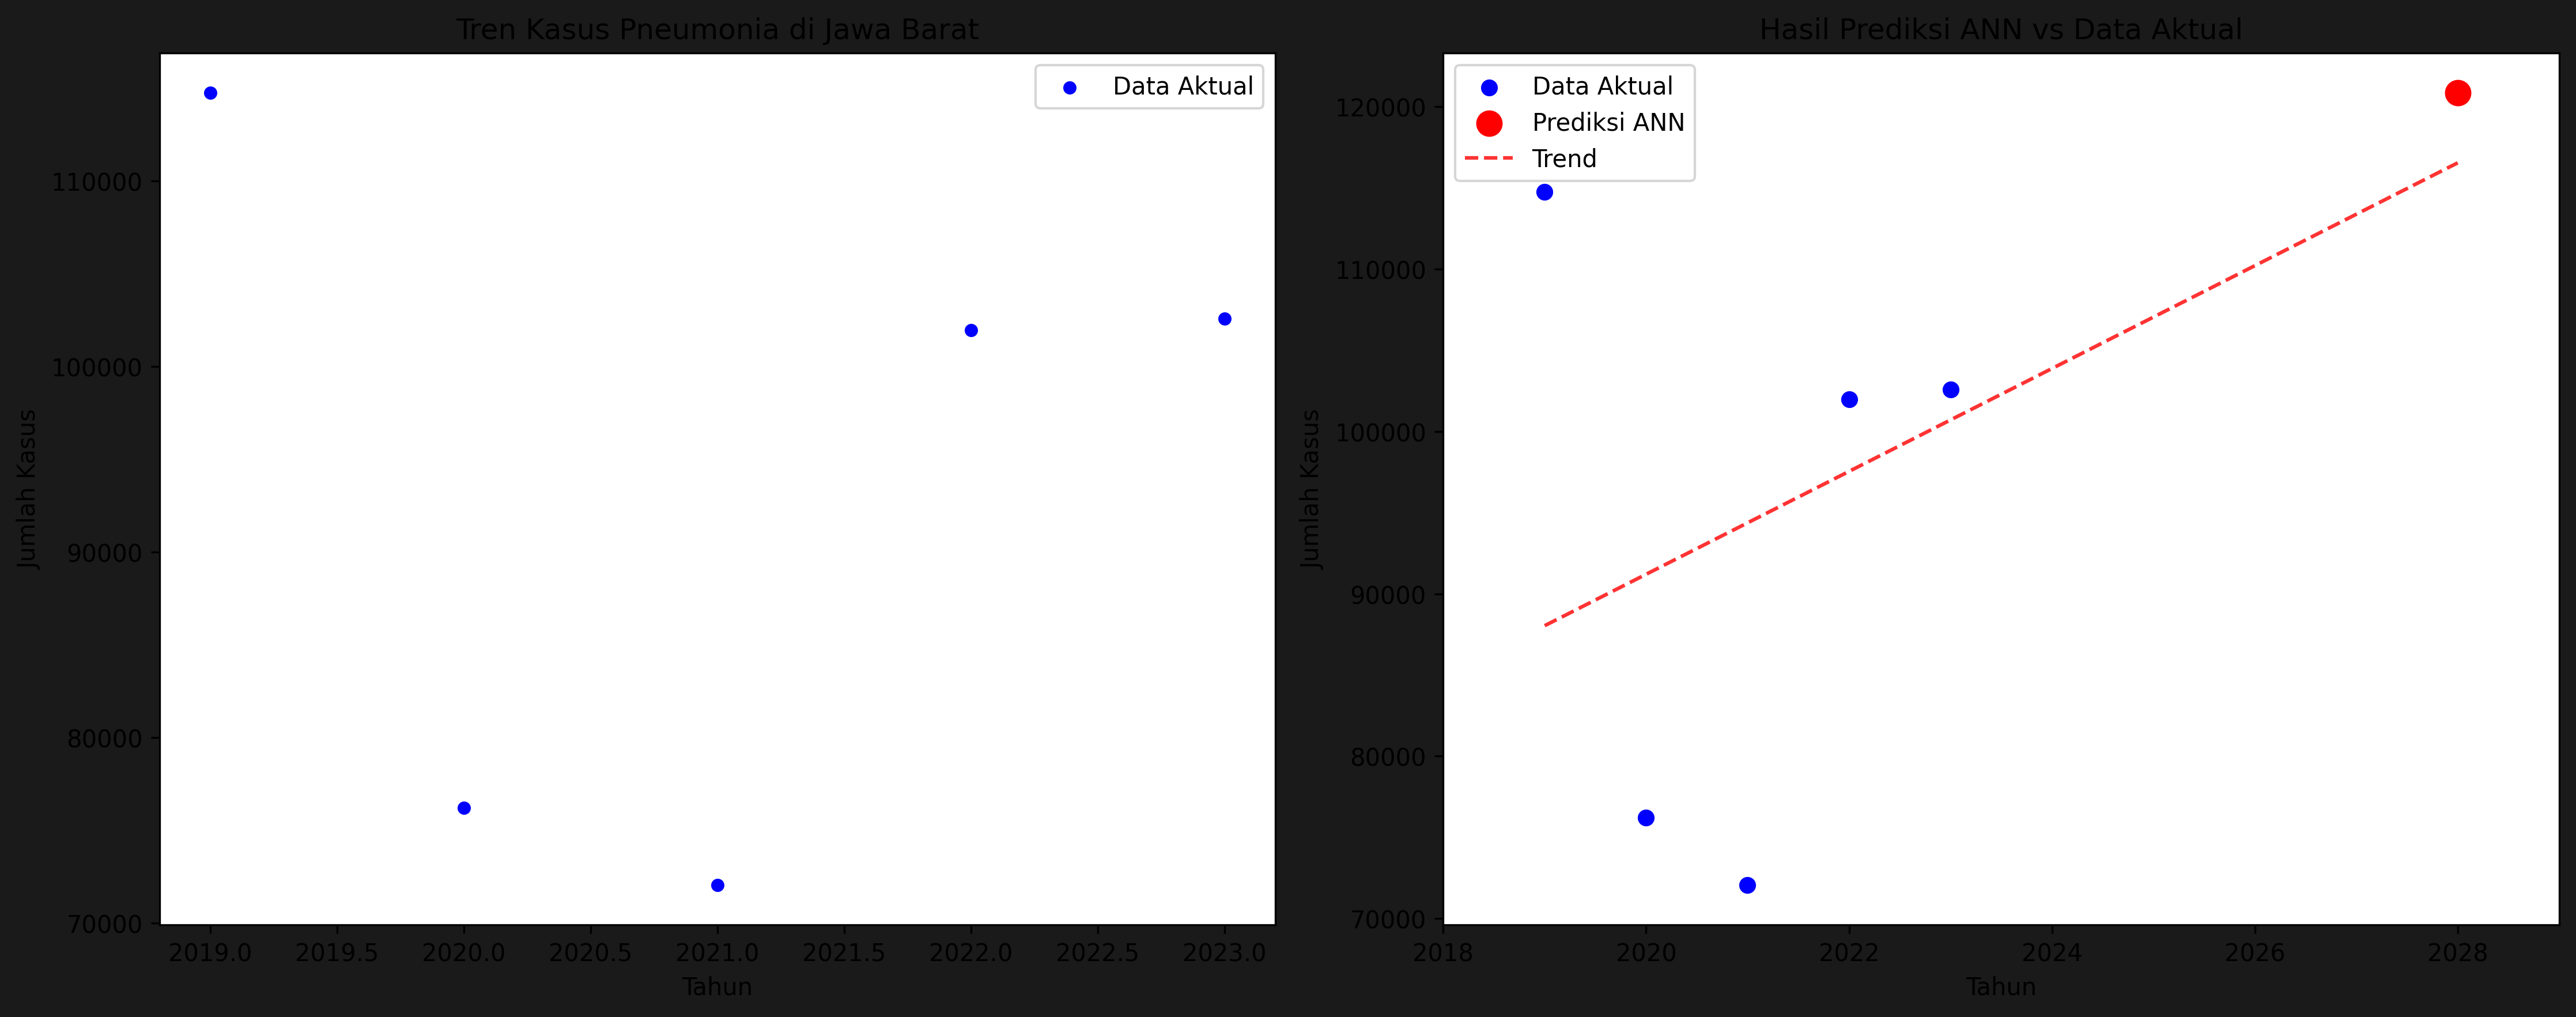 Tren Kasus Pneumonia di Jawa Barat
Data Aktual
Jumlah Kasus
110000
100000
90000
80000
70000
2019.0 2019.5 2020.0 2020.5 2021.0 2021.5 2022.0 2022.5 2023.0
Tahun
Hasil Prediksi ANN vs Data Aktual
Data Aktual
Prediksi ANN
Trend
Jumlah Kasus
120000
110000
100000
90000
80000
70000
2018 2020 2022 2024 2026 2028
Tahun